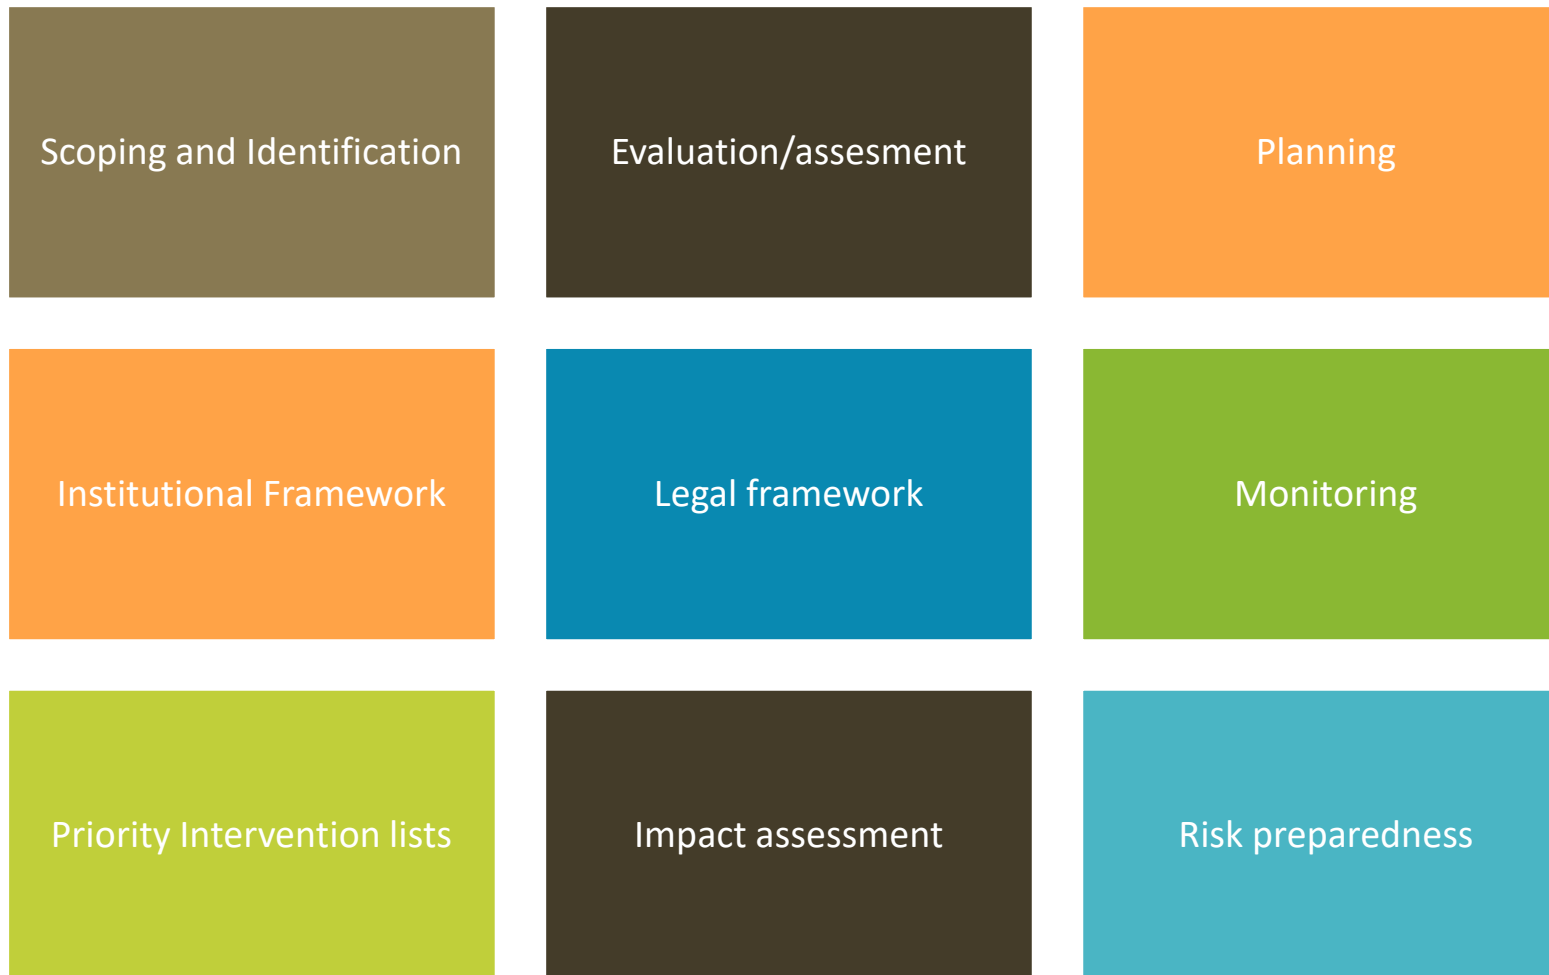 Scoping and Identification
Evaluation/assesment
Planning
Institutional Framework
Legal framework
Monitoring
Priority Intervention lists
Impact assessment
Risk preparedness